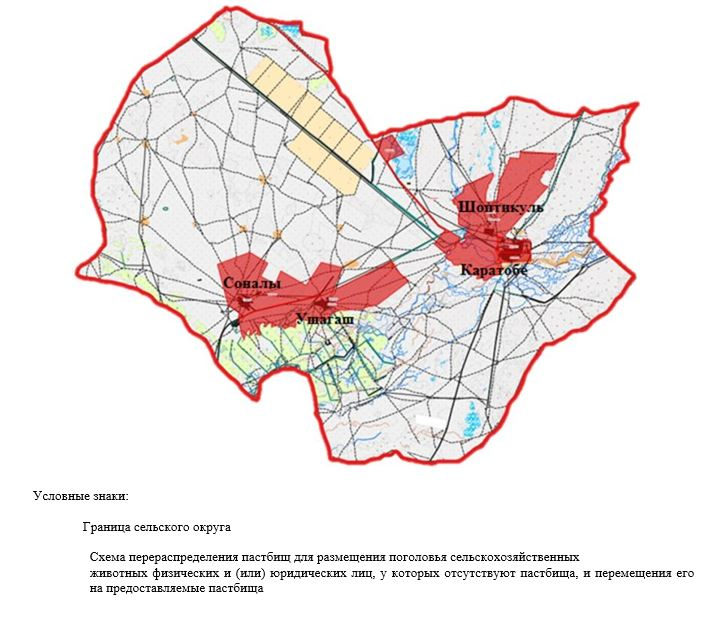 Шоптикуль
Каратобе
Соналы
Ушагаш
Условные знаки:
Граница сельского округа
Схема перераспределения пастбищ для размещения поголовья сельскохозяйственных
животных физических и (или) юридических лиц, у которых отсутствуют пастбища, и перемещения его
на предоставляемые пастбища